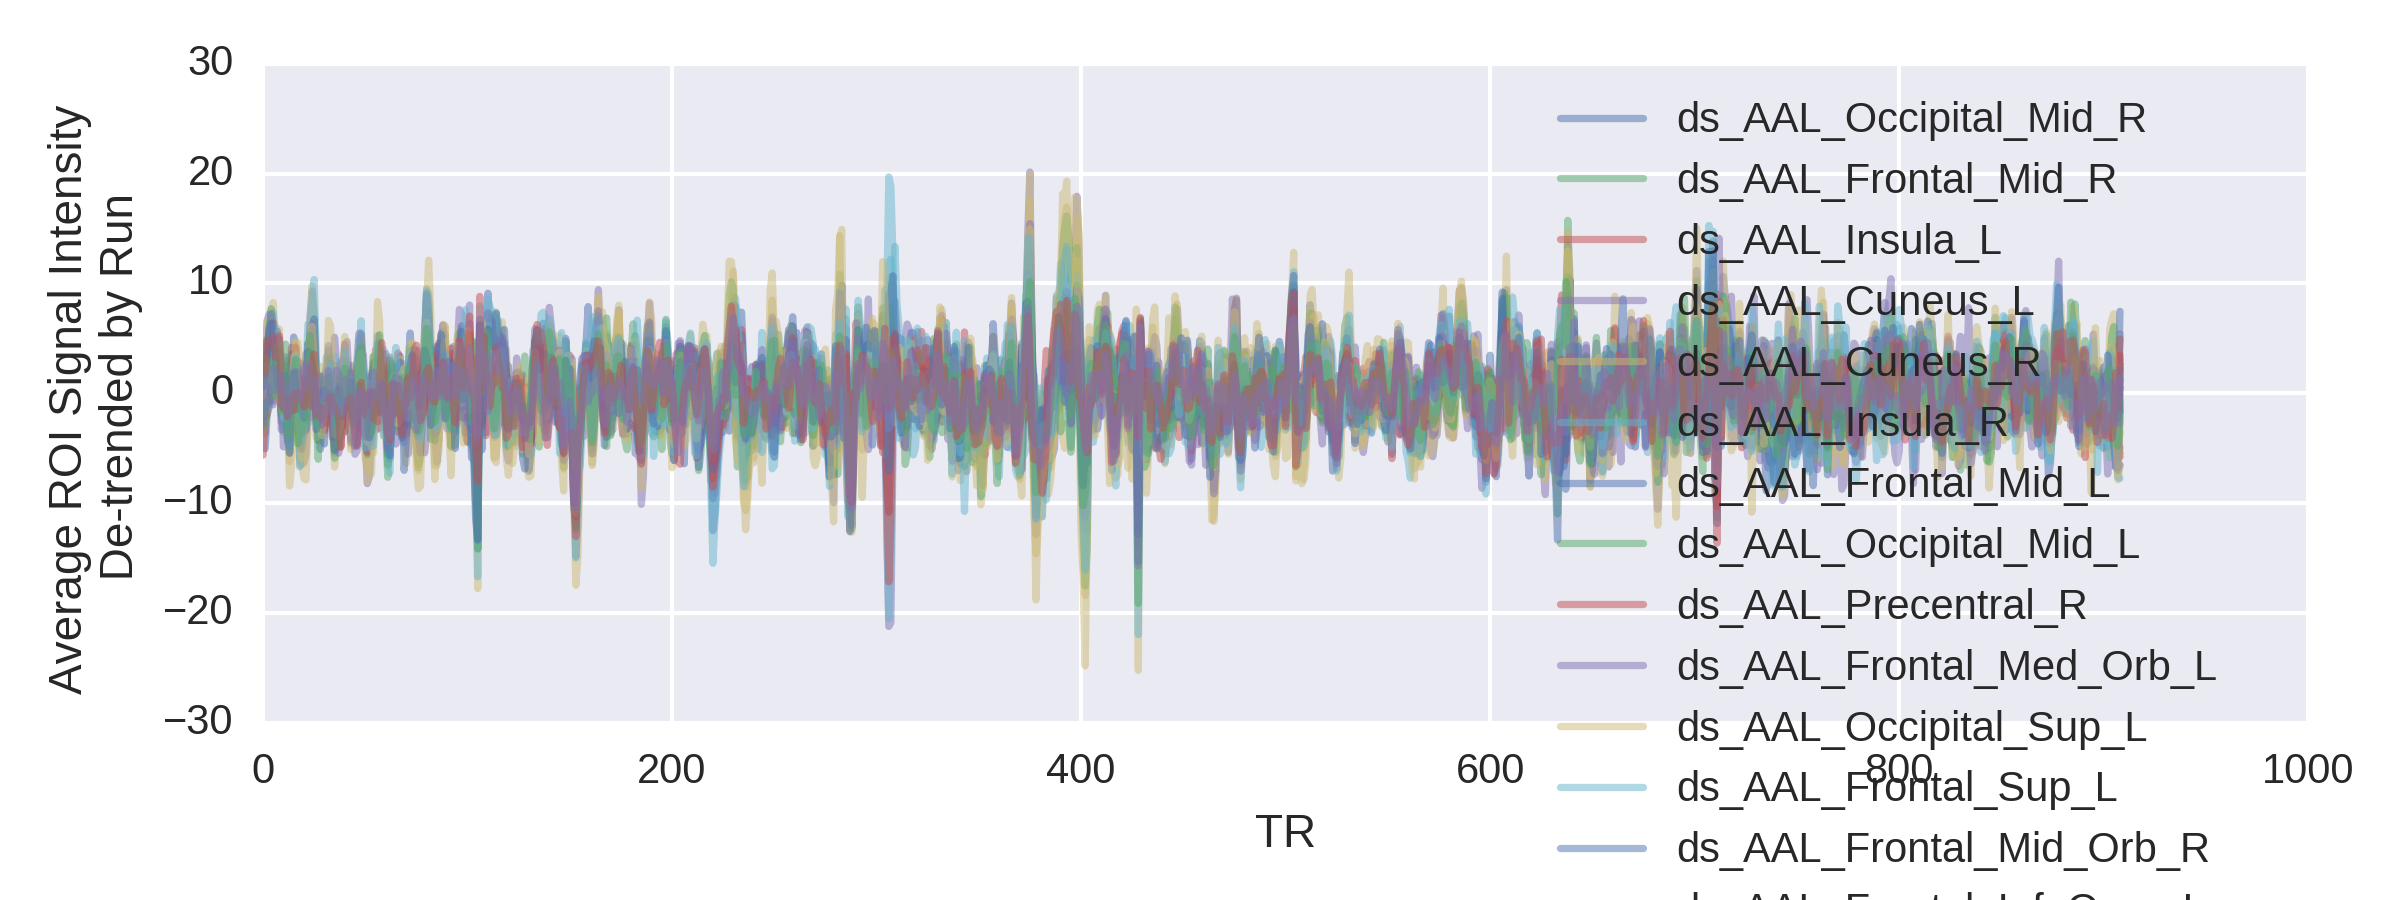 Average ROI Signal Intensity
De-trended by Run
30
20
10
0
−10
−20
−30
0
200
400
600
800
1000
TR
ds_AAL_Occipital_Mid_R
ds_AAL_Frontal_Mid_R
ds_AAL_Insula_L
ds_AAL_Cuneus_L
ds_AAL_Cuneus_R
ds_AAL_Insula_R
ds_AAL_Frontal_Mid_L
ds_AAL_Occipital_Mid_L
ds_AAL_Precentral_R
ds_AAL_Frontal_Med_Orb_L
ds_AAL_Occipital_Sup_L
ds_AAL_Frontal_Sup_L
ds_AAL_Frontal_Mid_Orb_R